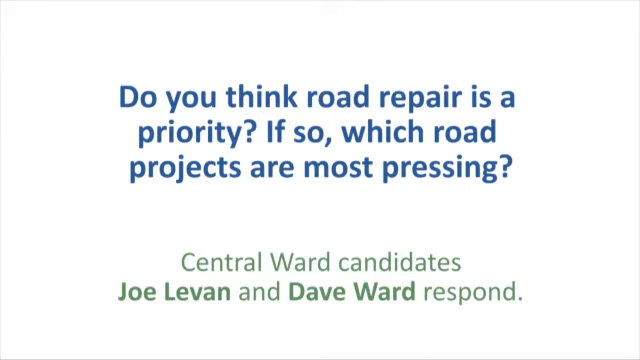 Do you think road repair is a
priority? If so, which road
projects are most pressing?
Central Ward candidates
Joe Levan and Dave Ward respond.